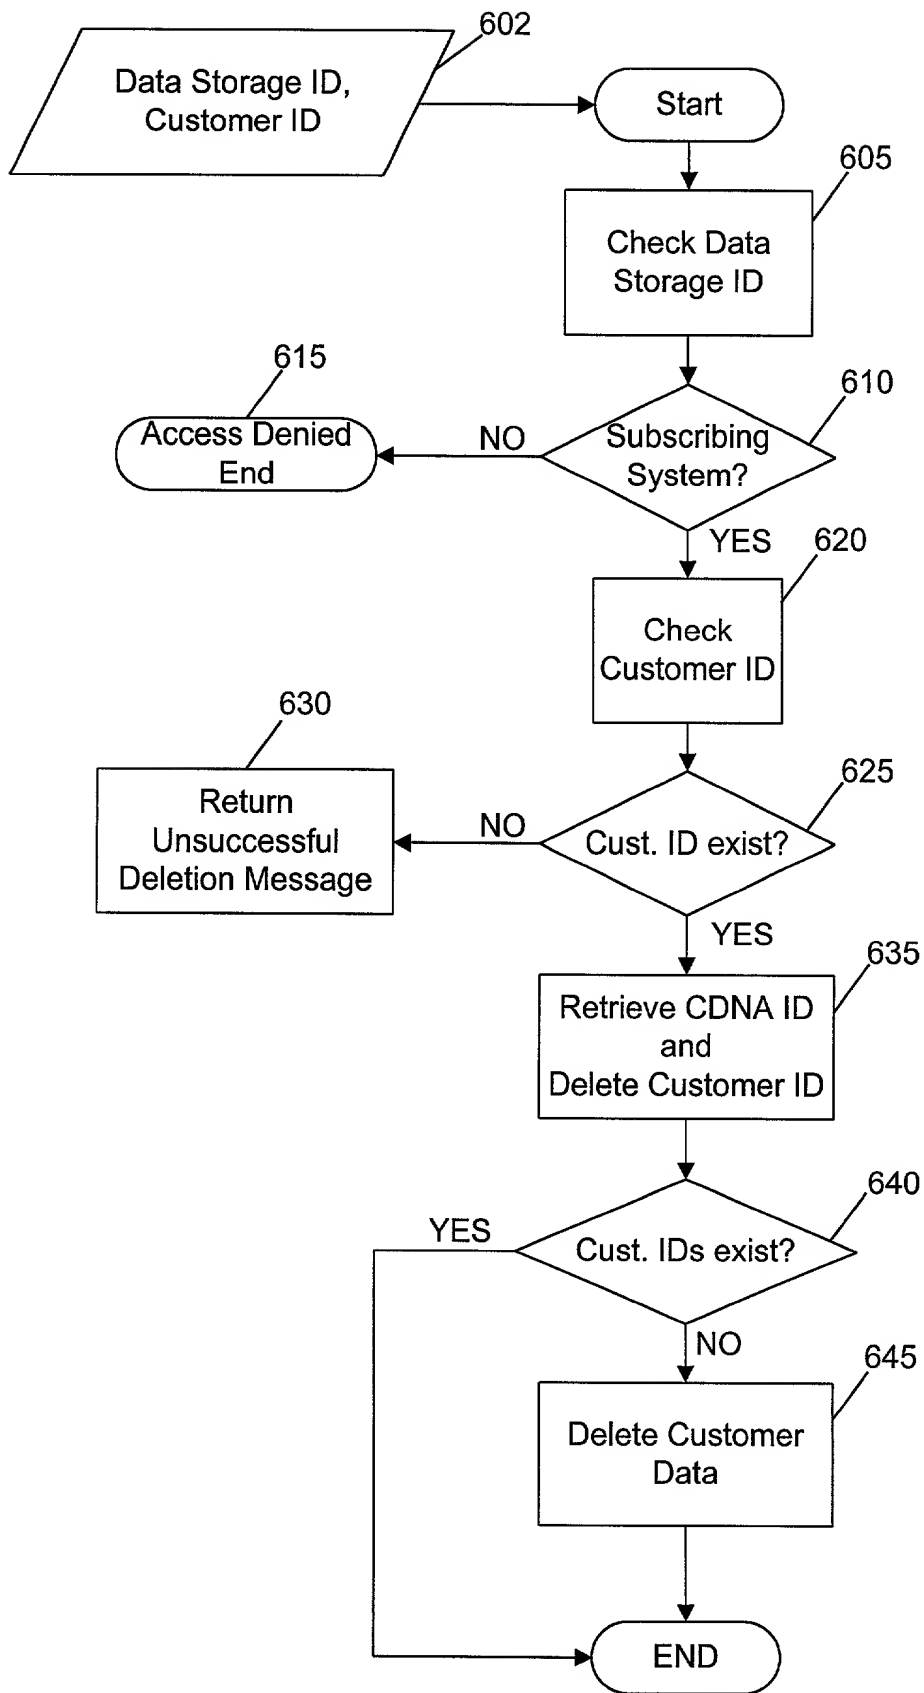 602
Data Storage ID,
Customer ID
Start
605
Check Data
Storage ID
615
610
Access Denied
End
NO
Subscribing
System?
YES
620
Check
Customer ID
630
625
Return
Unsuccessful
Deletion Message
NO
Cust. ID exist?
YES
635
Retrieve CDNA ID
and
Delete Customer ID
640
YES
Cust. IDs exist?
NO
645
Delete Customer
Data
END